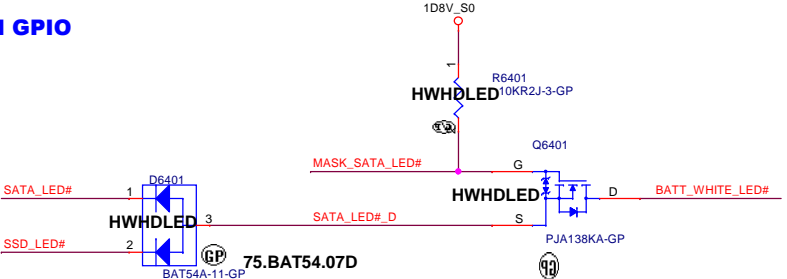 1D8V_S0
GPIO
1
R6401
HWHDLED 10KR2J-3-GP
Q6401
MASK_SATA_LED#
G
D6401
SATA_LED#
1
HWHDLED
D
BATT_WHITE_LED#
HWHDLED
3
SATA_LED#_D
S
SSD_LED#
2
GP
75.BAT54.07D
PJA138KA-GP
GP
BAT54A-11-GP